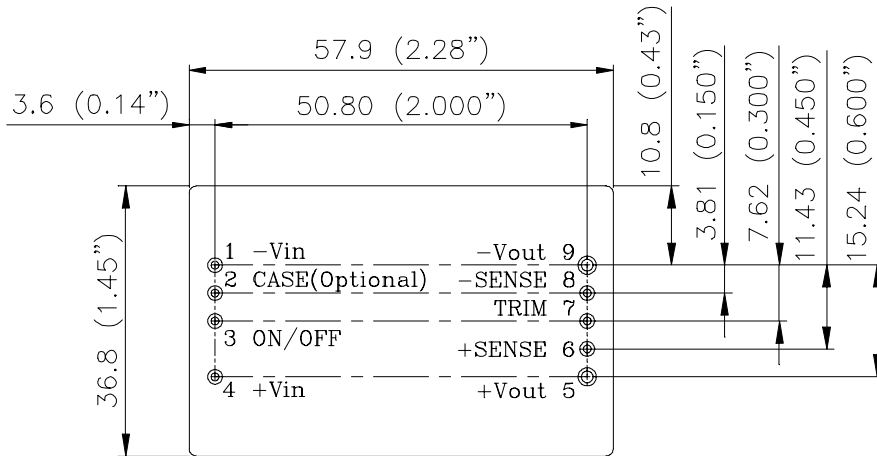 57.9 (2.28”)
3.6 (0.14”)
50.80 (2.000”)
10.8 (0.43”)
3.81 (0.150”)
7.62 (0.300”)
11.43 (0.450”)
15.24 (0.600”)
36.8 (1.45”)
1 -Vin
-Vout 9
2 CASE(Optional)
-SENSE 8
TRIM 7
3 ON/OFF
+SENSE 6
4 +Vin
+Vout 5